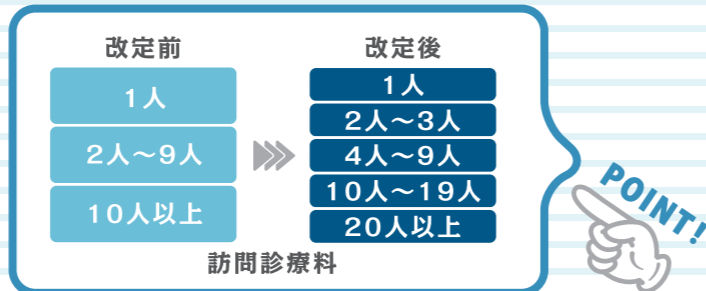 改定前
1人
2人～9人
10人以上
改定後
1人
2人～3人
4人～9人
10人～19人
20人以上
訪問診療料
POINT!